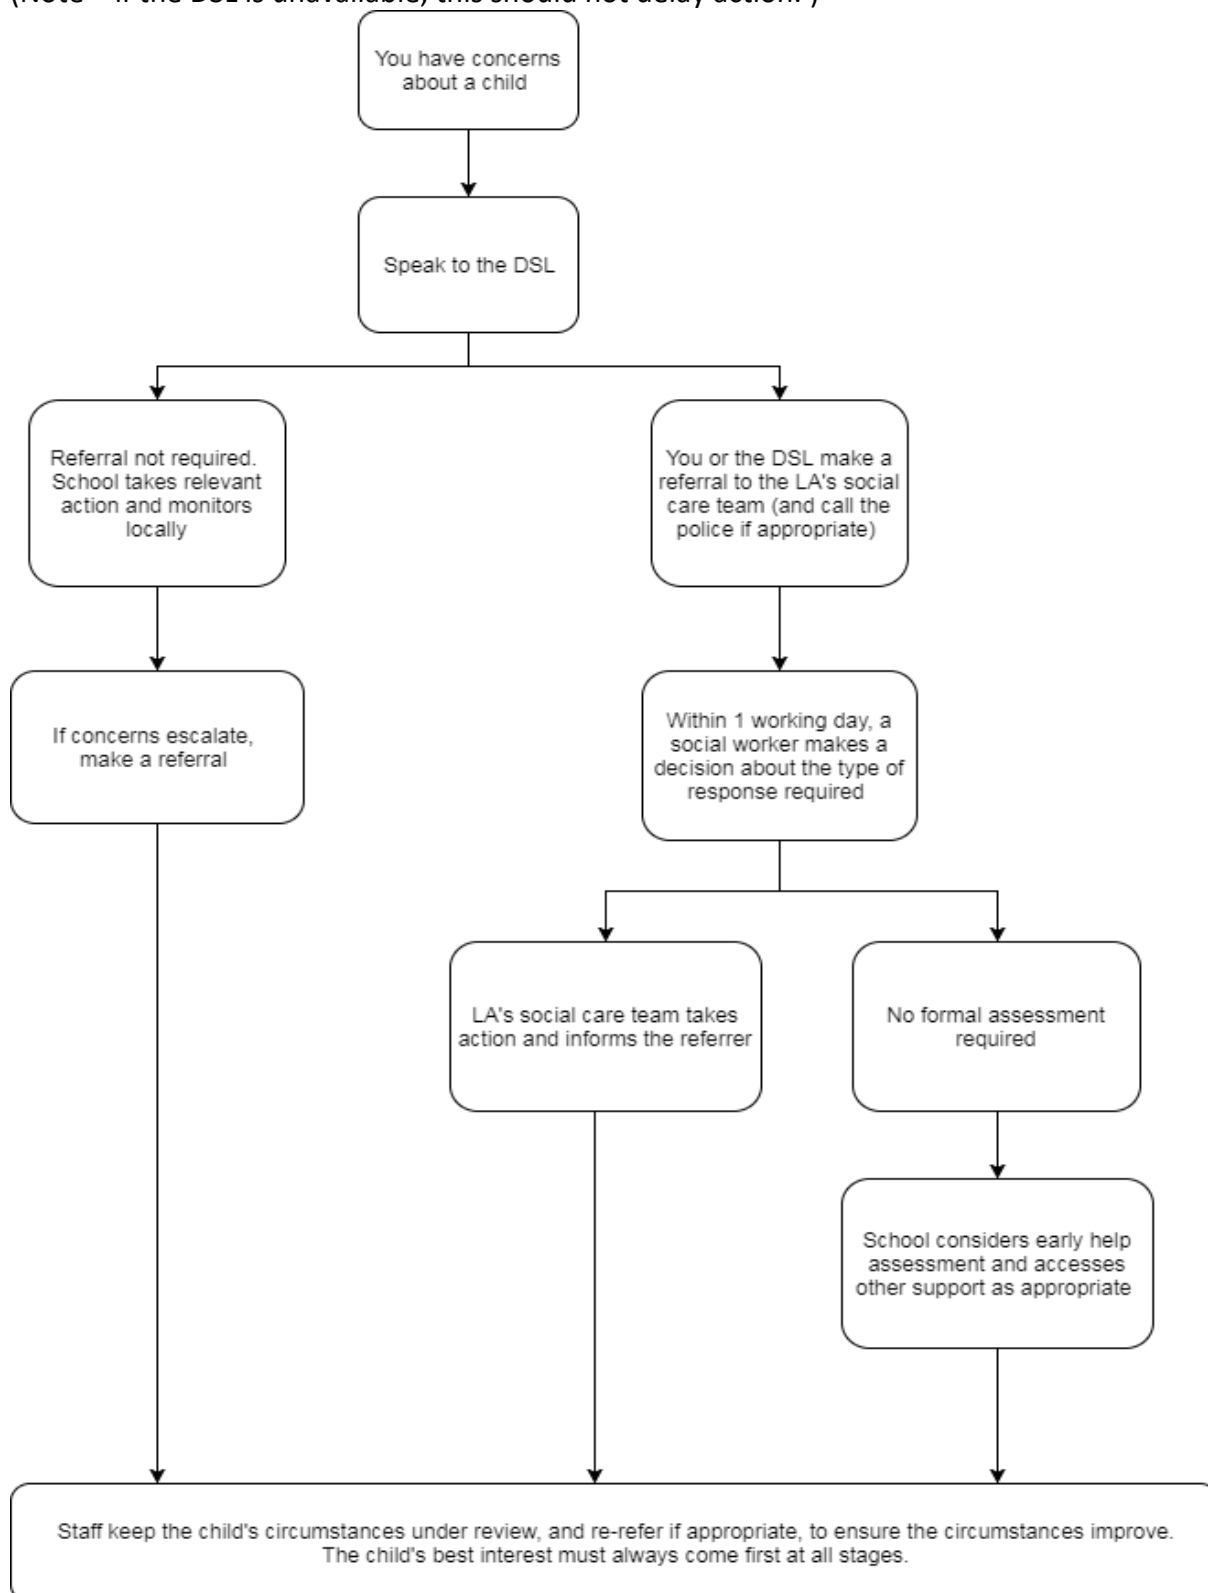 (Note – if the DSL is unavailable, this should not delay action. )
You have concerns
about a child
Speak to the DSL
Referral not required.
School takes relevant
action and monitors
locally
You or the DSL make a
referral to the LA's social
care team (and call the
police if appropriate)
If concerns escalate,
make a referral
Within 1 working day, a
social worker makes a
decision about the type of
response required
LA's social care team takes
action and informs the referrer
No formal assessment
required
School considers early help
assessment and accesses
other support as appropriate
Staff keep the child's circumstances under review, and re-refer if appropriate, to ensure the circumstances improve.
The child's best interest must always come first at all stages.